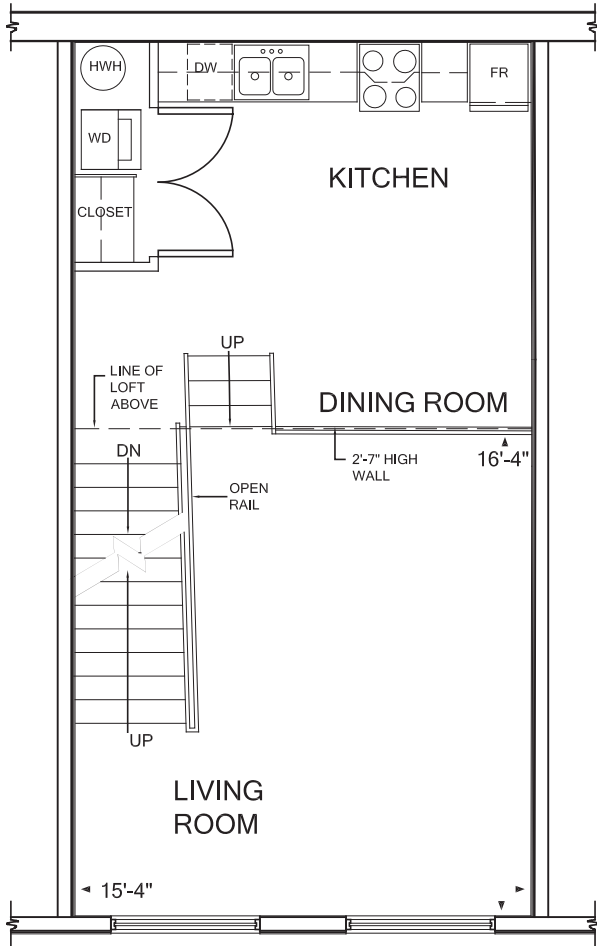 HWH
DW
FR
WD
KITCHEN
CLOSET
UP
LINE OF
LOFT
ABOVE
DINING ROOM
DN
2'-7" HIGH
WALL
16'-4"
OPEN
RAIL
UP
LIVING
ROOM
15'-4"